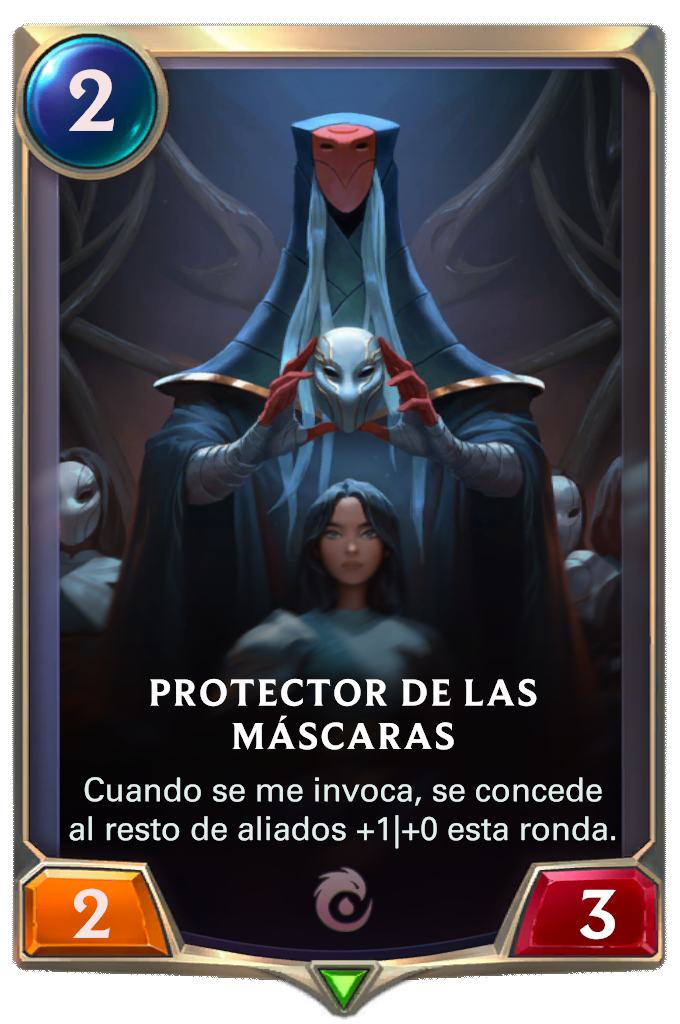 2
PROTECTOR DE LAS
MÁSCARAS
Cuando se me invoca, se concede
al resto de aliados +1|+0 esta ronda.
2
3